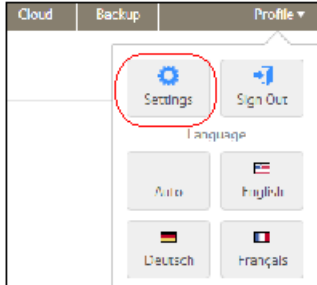 Cloud Backup Profile ▾
Settings Sign Out
Language
Auto English
Deutsch Français